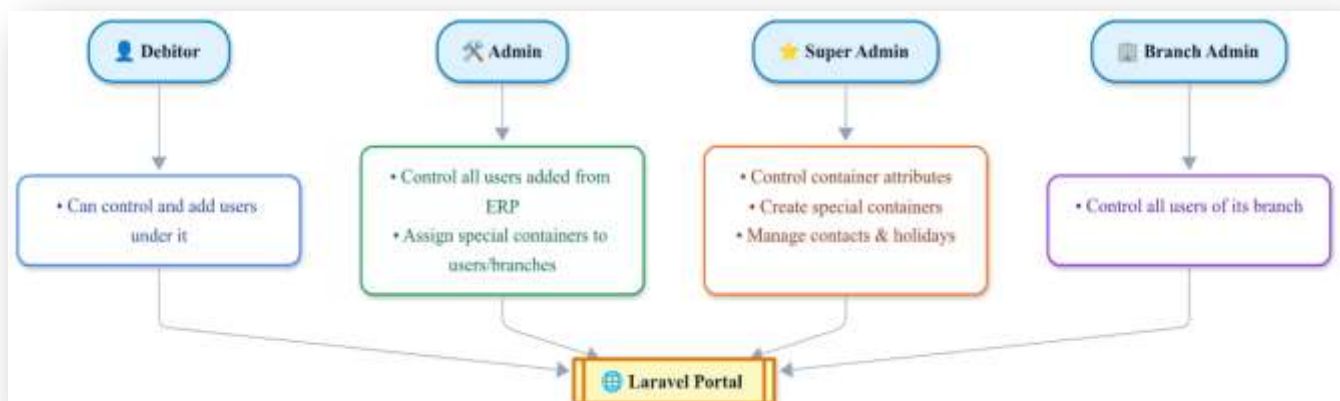 👤 Debitor
🛠️ Admin
⭐ Super Admin
🏢 Branch Admin
• Can control and add users
under it
• Control all users added from
ERP
• Assign special containers to
users/branches
• Control container attributes
• Create special containers
• Manage contacts & holidays
• Control all users of its branch
🌐 Laravel Portal